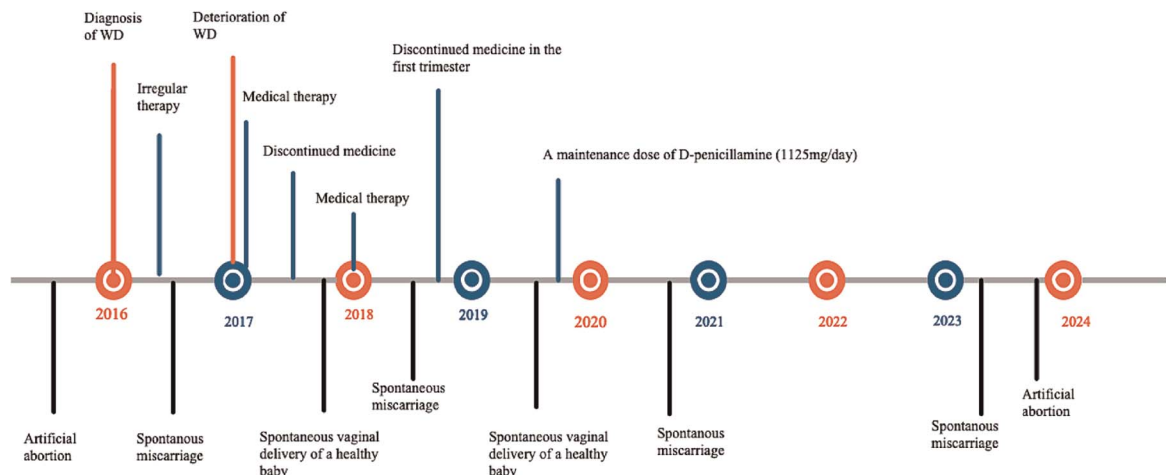 Diagnosis
of WD
Deterioration of
WD
Discontinued medicine in the
first trimester
Irregular
therapy
Medical therapy
Discontinued medicine
A maintenance dose of D-penicillamine (1125mg/day)
Medical therapy
2016
2017
2018
2019
2020
2021
2022
2023
2024
Artificial
abortion
Spontanous
miscarriage
Spontaneous vaginal
delivery of a healthy
baby
Spontaneous
miscarriage
Spontaneous vaginal
delivery of a healthy
baby
Spontaneous
miscarriage
Spontaneous
miscarriage
Artificial
abortion